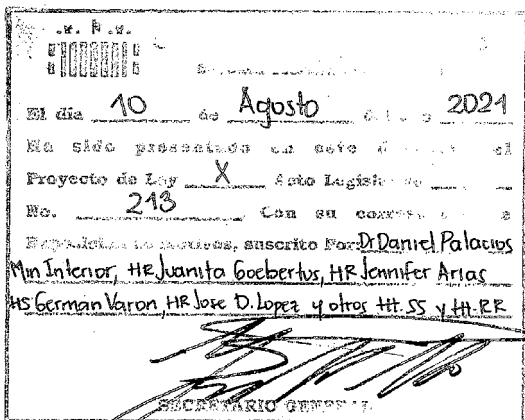 El día 10 de Agosto 2021
Ha sido presentado en este el
Proyecto de Ley X Acto Legislativo
No. 213 Con su
motivos, suscrito Por: Dr Daniel Palacios
Min Interior, HR Juanita Goebertus, HR Jennifer Arias
HS German Varon, HR Jose D. Lopez y otros HH.SS y HH.RR
SECRETARIO GENERAL